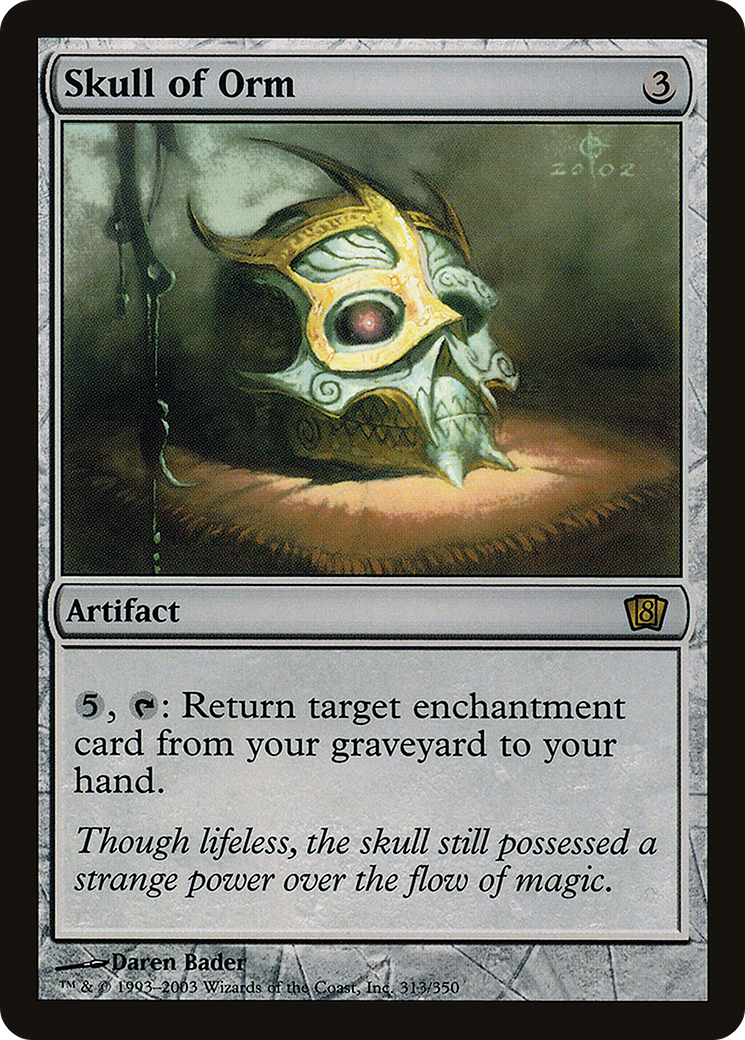 Skull of Orm 3
2002
Artifact 8
5, : Return target enchantment
card from your graveyard to your
hand.
Though lifeless, the skull still possessed a
strange power over the flow of magic.
Daren Bader
™ & © 1993–2003 Wizards of the Coast, Inc. 313/350